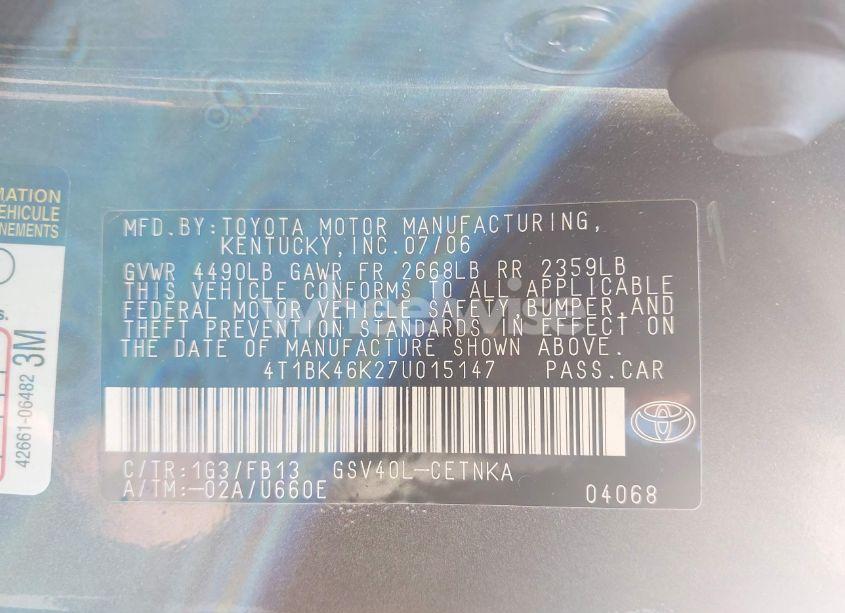 MATION
EHICULE
NEMENTS
s.
42661-06482 3M
MFD.BY:TOYOTA MOTOR MANUFACTURING,
KENTUCKY,INC.07/06
GVWR 4490LB GAWR FR 2668LB RR 2359LB
THIS VEHICLE CONFORMS TO ALL APPLICABLE
FEDERAL MOTOR VEHICLE SAFETY,BUMPER,AND
THEFT PREVENTION STANDARDS IN EFFECT ON
THE DATE OF MANUFACTURE SHOWN ABOVE.
4T1BK46K27U015147 PASS.CAR
C/TR:1G3/FB13 GSV40L-CETNKA
A/TM:-02A/U660E 04068